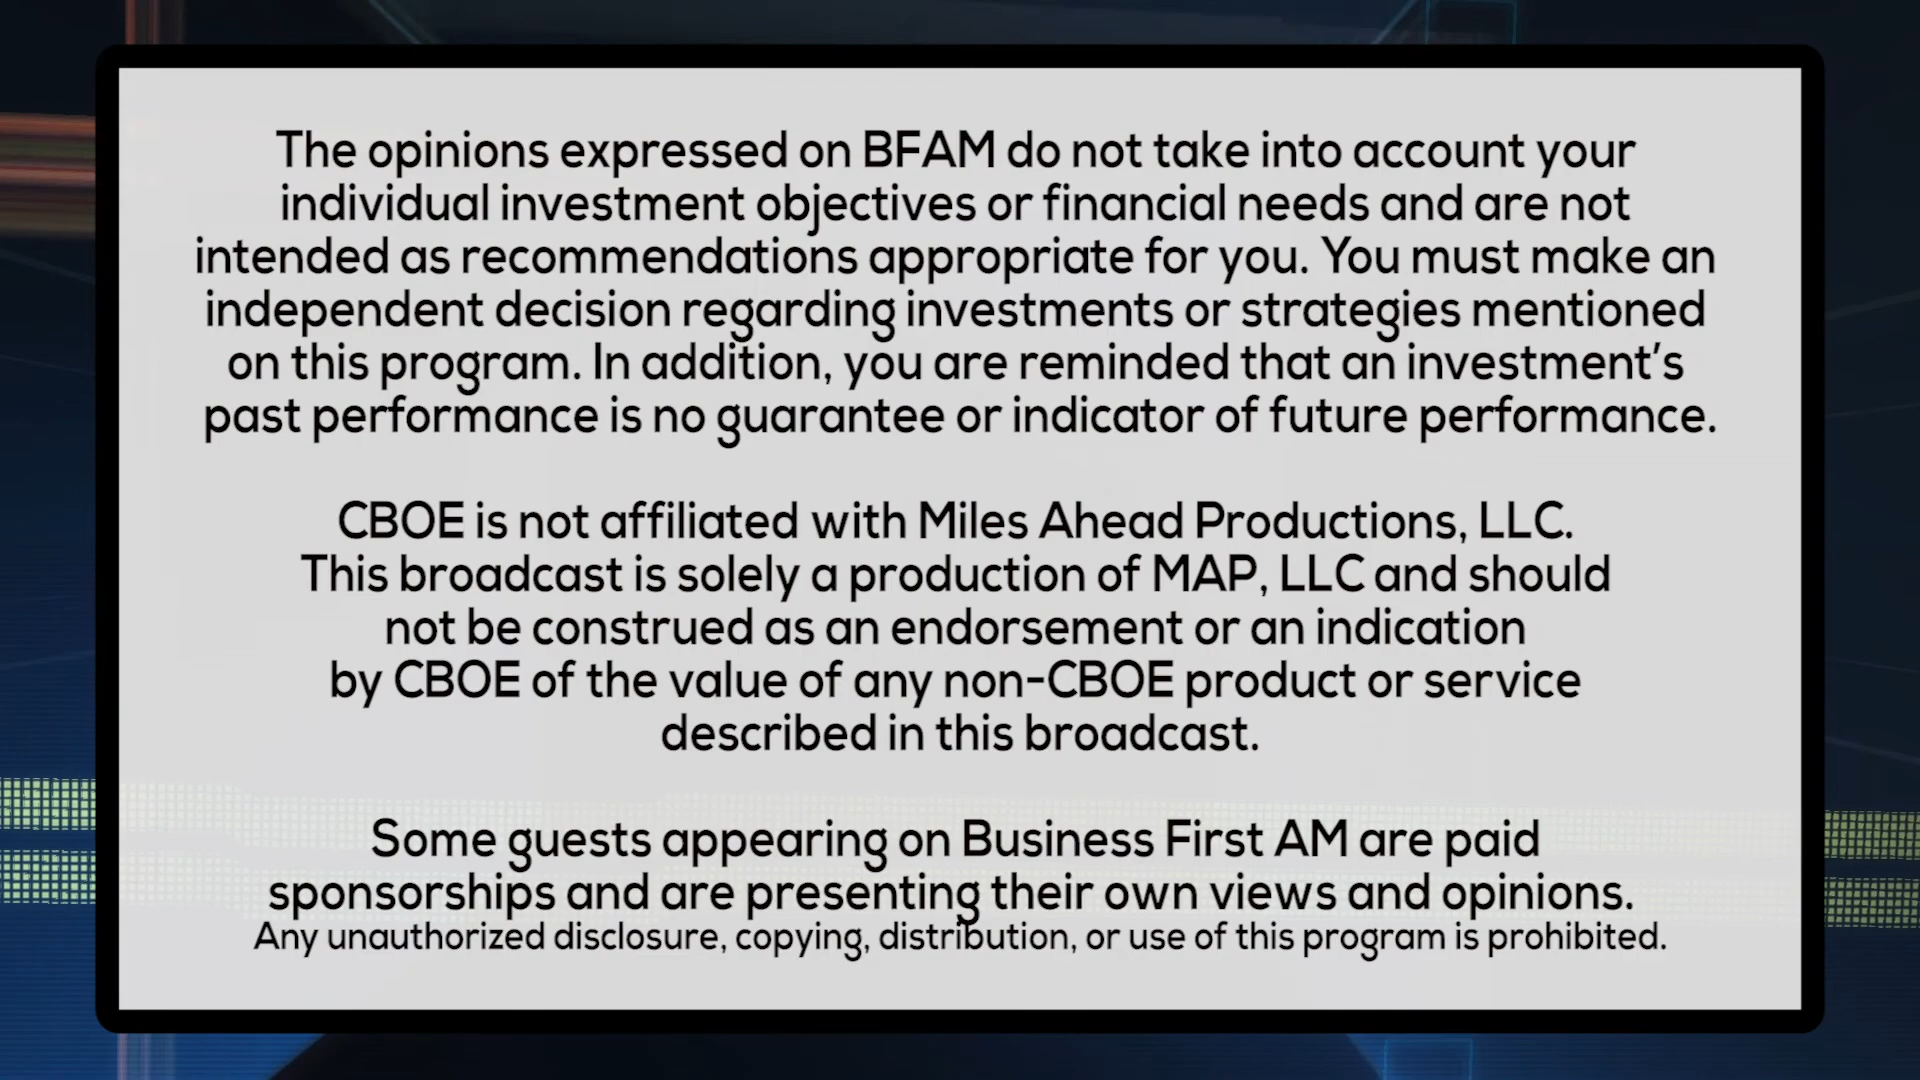 The opinions expressed on BFAM do not take into account your
individual investment objectives or financial needs and are not
intended as recommendations appropriate for you. You must make an
independent decision regarding investments or strategies mentioned
on this program. In addition, you are reminded that an investment’s
past performance is no guarantee or indicator of future performance.
CBOE is not affiliated with Miles Ahead Productions, LLC.
This broadcast is solely a production of MAP, LLC and should
not be construed as an endorsement or an indication
by CBOE of the value of any non-CBOE product or service
described in this broadcast.
Some guests appearing on Business First AM are paid
sponsorships and are presenting their own views and opinions.
Any unauthorized disclosure, copying, distribution, or use of this program is prohibited.